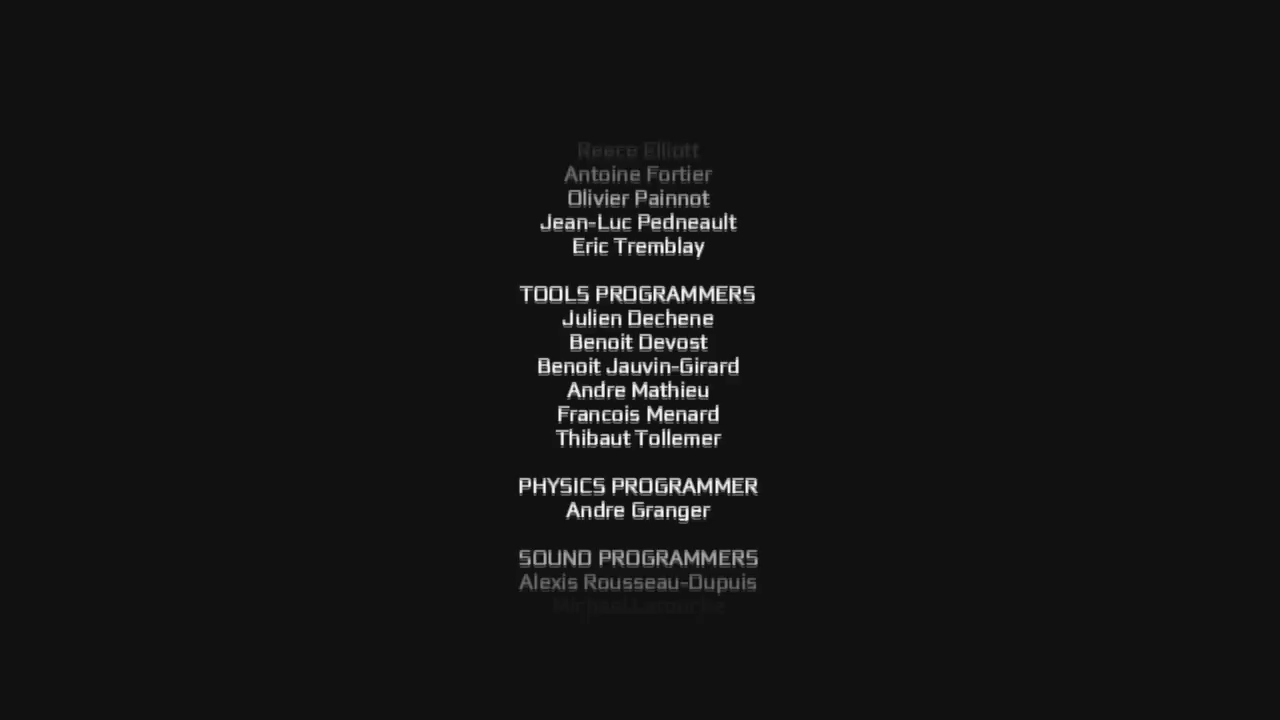 Reece Elliott
Antoine Fortier
Olivier Painnot
Jean-Luc Pedneault
Eric Tremblay
TOOLS PROGRAMMERS
Julien Dechene
Benoit Devost
Benoit Jauvin-Girard
Andre Mathieu
Francois Menard
Thibaut Tollemer
PHYSICS PROGRAMMER
Andre Granger
SOUND PROGRAMMERS
Alexis Rousseau-Dupuis